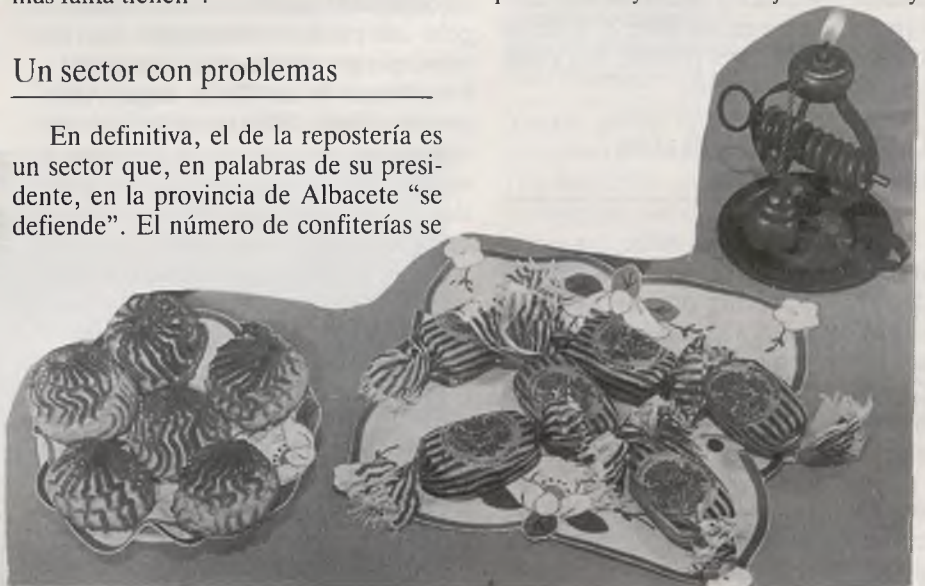 Un sector con problemas
En definitiva, el de la repostería es
un sector que, en palabras de su presi-
dente, en la provincia de Albacete “se
defiende”. El número de confiterías se